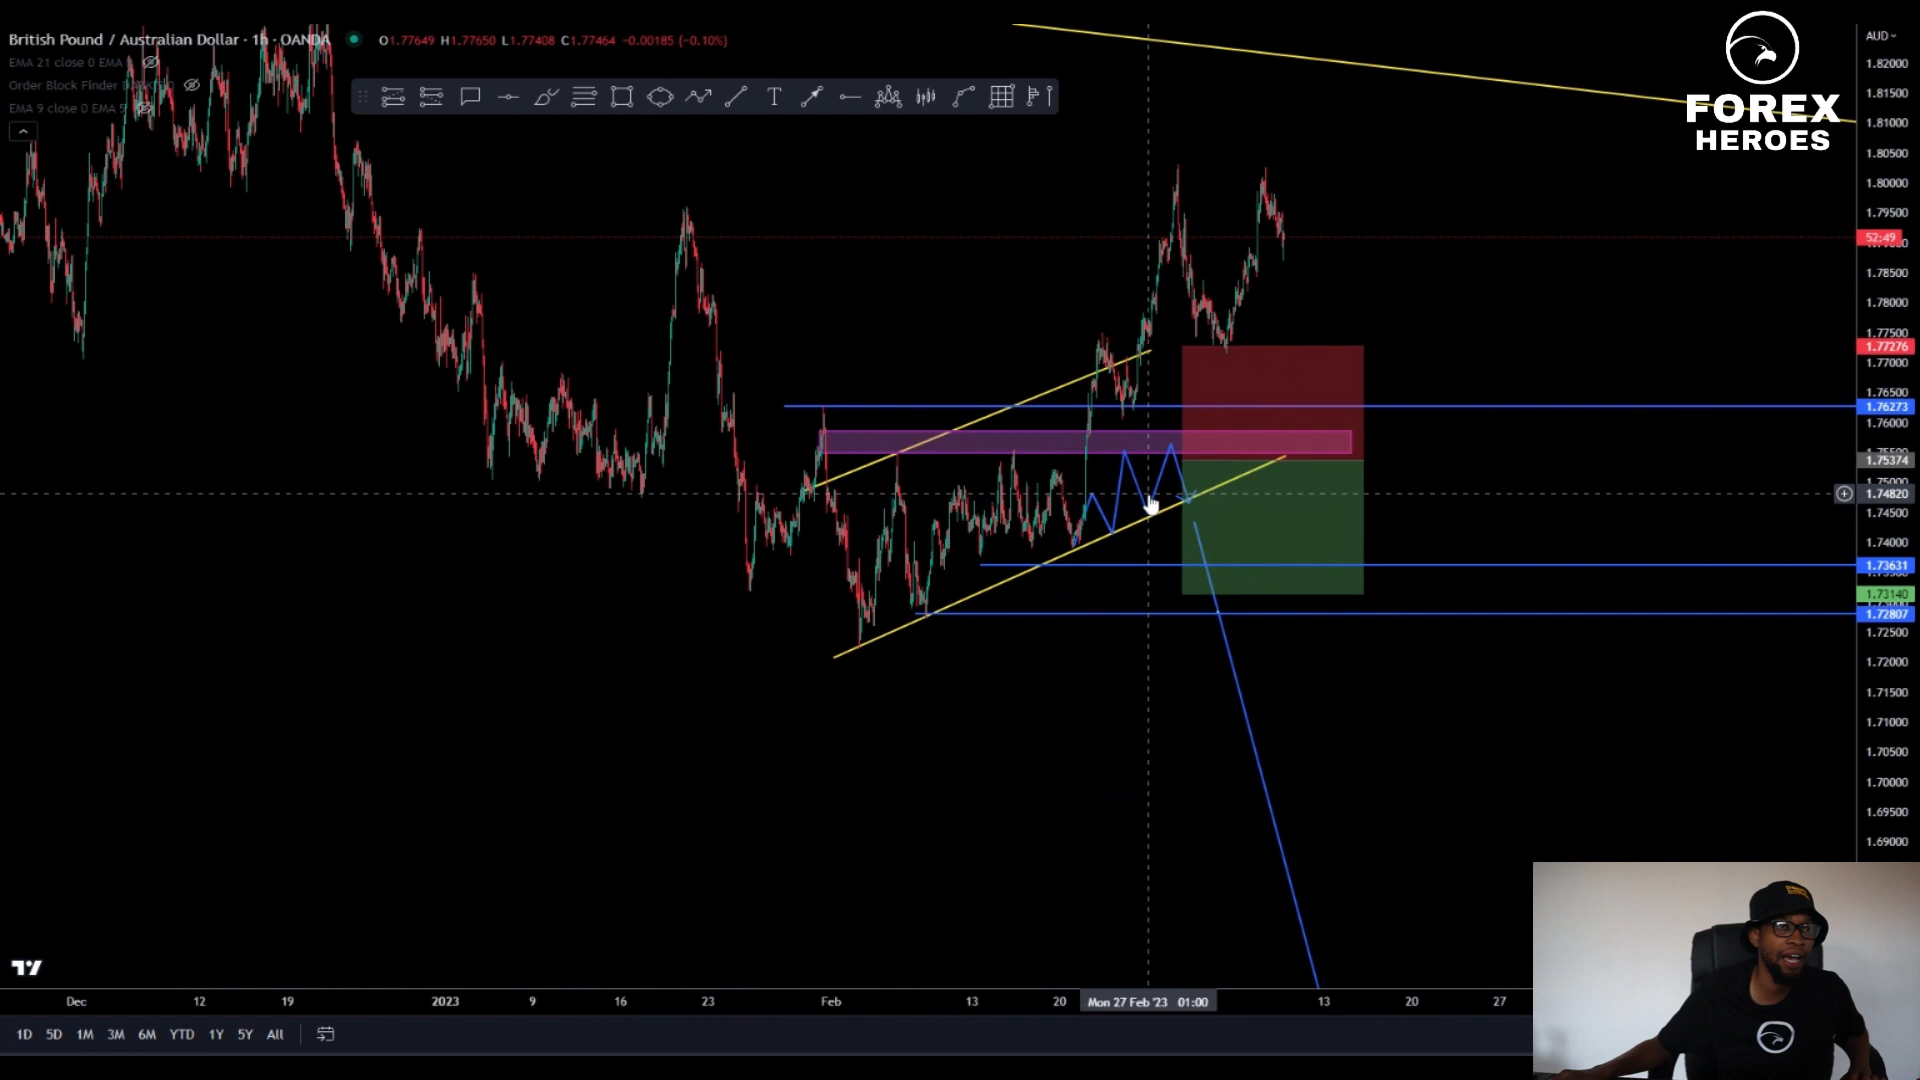 British Pound / Australian Dollar · 1h · OANDA
O1.77649 H1.77650 L1.77408 C1.77464 -0.00185 (-0.10%)
EMA 21 close 0 EMA
Order Block Finder
EMA 9 close 0 EMA 5
T
FOREX
HEROES
AUD
1.82000
1.81500
1.81000
1.80500
1.80000
1.79500
52:49
1.78500
1.78000
1.77500
1.77276
1.77000
1.76500
1.76273
1.76000
1.75374
1.75000
1.74820
1.74500
1.74000
1.73631
1.73140
1.72807
1.72500
1.72000
1.71500
1.71000
1.70500
1.70000
1.69500
1.69000
Dec 12 19 2023 9 16 23 Feb 13 20 Mon 27 Feb '23 01:00 13 20 27
1D 5D 1M 3M 6M YTD 1Y 5Y All